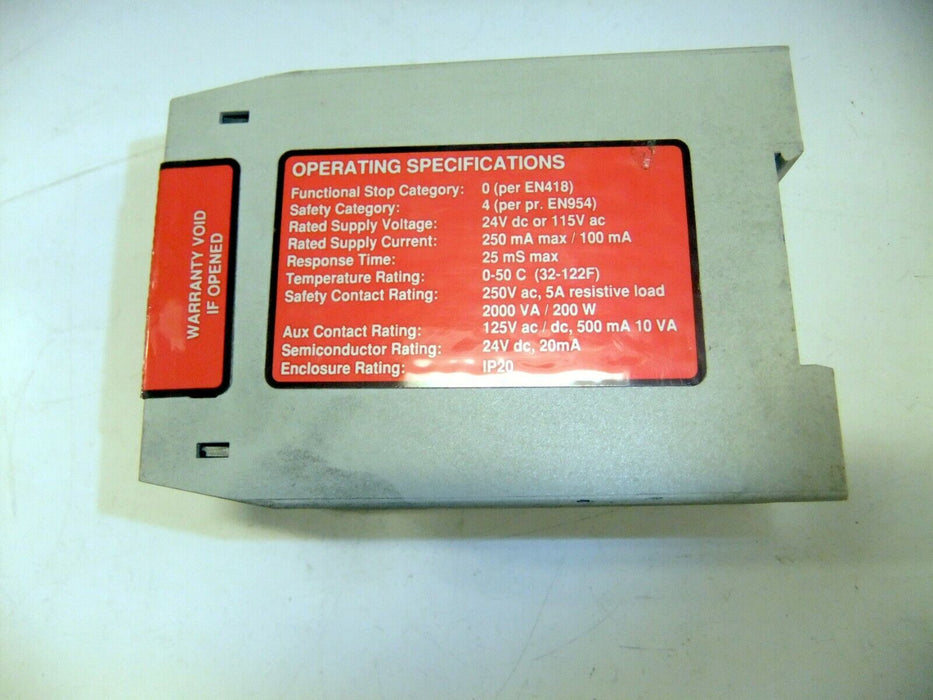 WARRANTY VOID
IF OPENED
OPERATING SPECIFICATIONS
Functional Stop Category: 0 (per EN418)
Safety Category: 4 (per pr. EN954)
Rated Supply Voltage: 24V dc or 115V ac
Rated Supply Current: 250 mA max / 100 mA
Response Time: 25 mS max
Temperature Rating: 0-50 C (32-122F)
Safety Contact Rating: 250V ac, 5A resistive load
2000 VA / 200 W
Aux Contact Rating: 125V ac / dc, 500 mA 10 VA
Semiconductor Rating: 24V dc, 20mA
Enclosure Rating: IP20